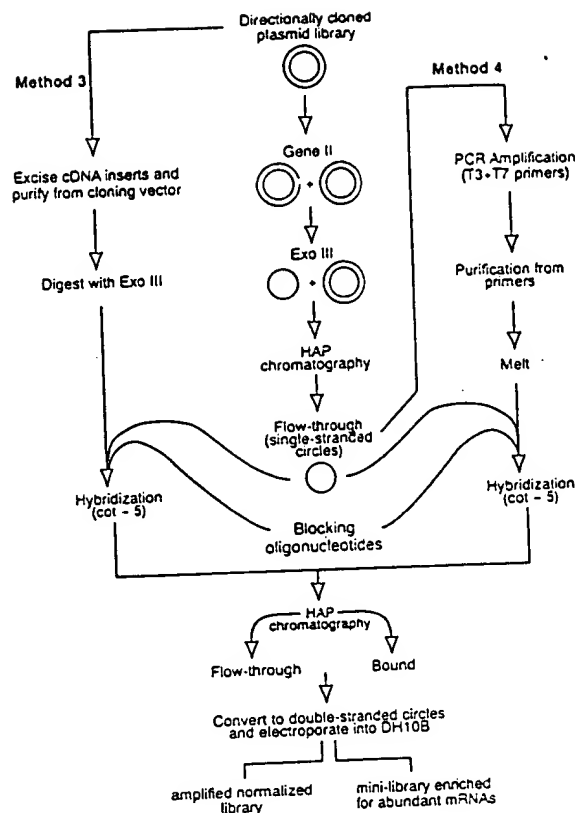 Directionally cloned
plasmid library
Method 3
Method 4
Gene II
+
Excise cDNA inserts and
purify from cloning vector
PCR Amplification
(T3+T7 primers)
Exo III
+
Digest with Exo III
Purification from
primers
HAP
chromatography
Melt
Flow-through
(single-stranded
circles)
Hybridization
(cot - 5)
Hybridization
(cot - 5)
Blocking
oligonucleotides
HAP
chromatography
Flow-through
Bound
Convert to double-stranded circles
and electroporate into DH10B
amplified normalized
library
mini-library enriched
for abundant mRNAs